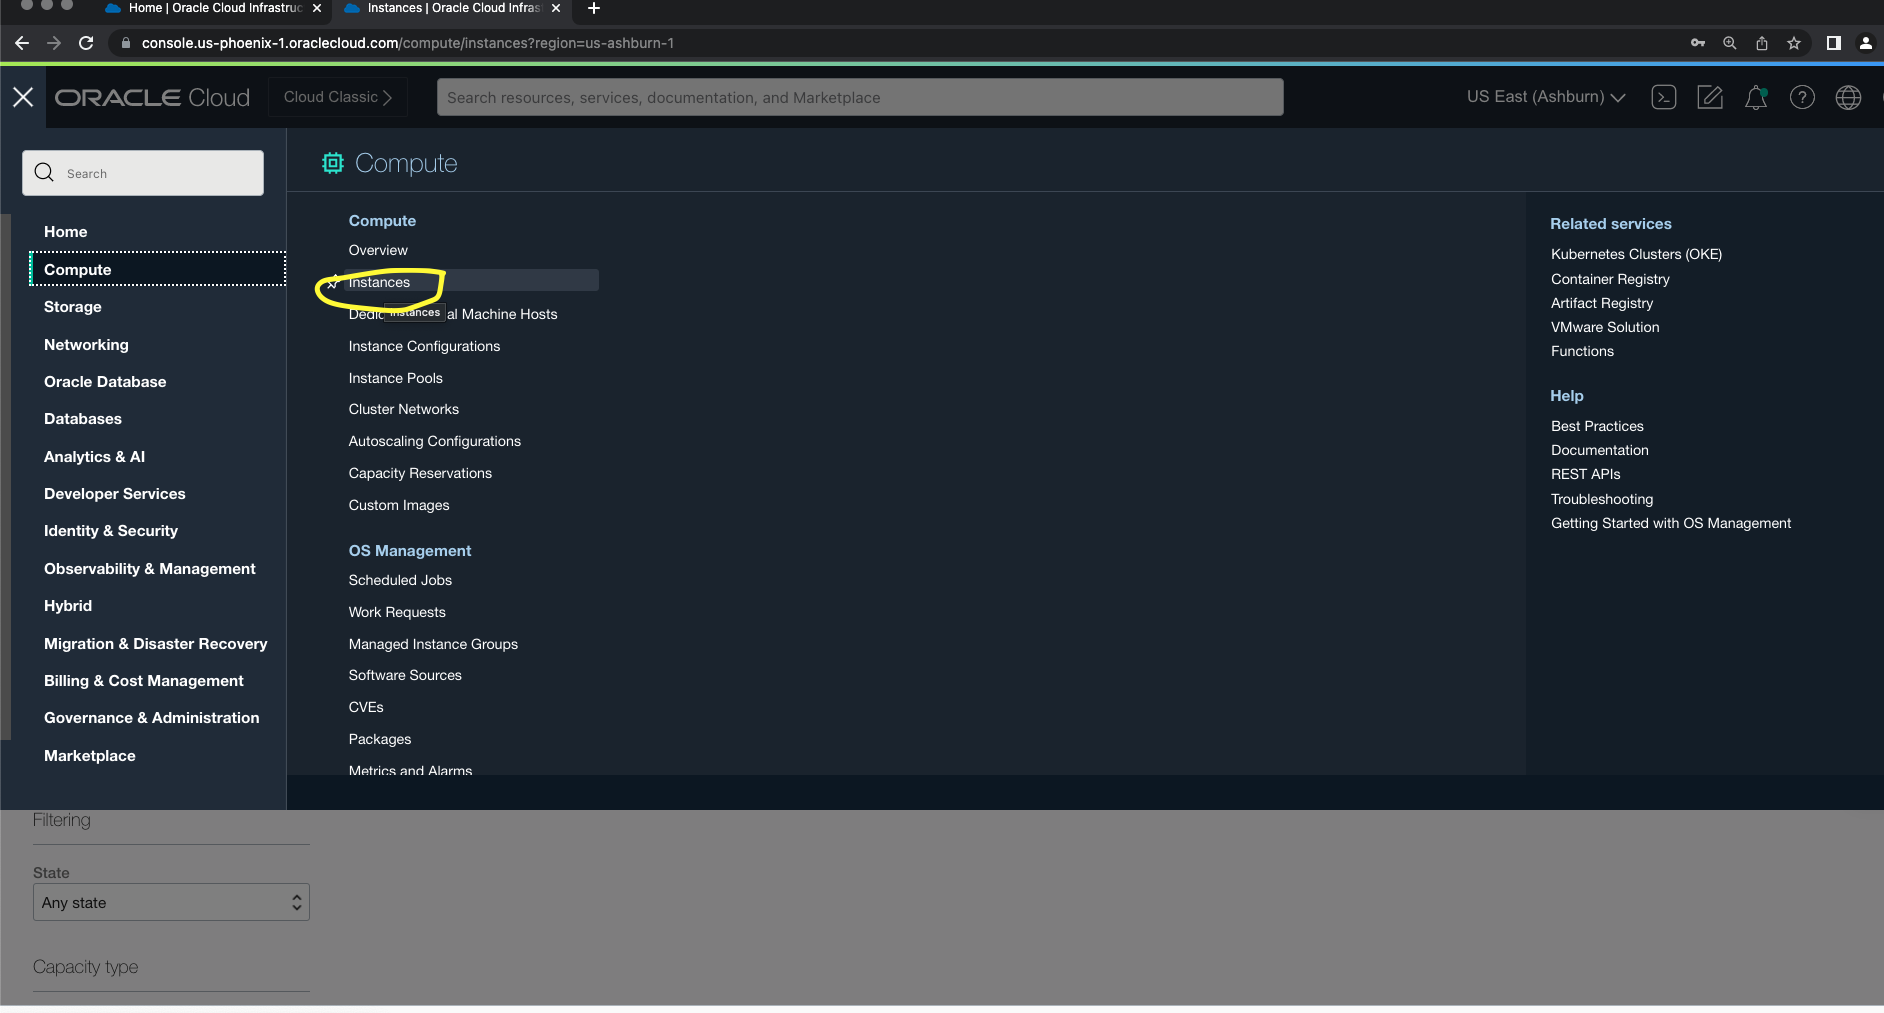 Home | Oracle Cloud Infrastruc
Instances | Oracle Cloud Infras
console.us-phoenix-1.oraclecloud.com/compute/instances?region=us-ashburn-1
ORACLE Cloud
Cloud Classic
Search resources, services, documentation, and Marketplace
US East (Ashburn)
Search
Home
Compute
Storage
Networking
Oracle Database
Databases
Analytics & AI
Developer Services
Identity & Security
Observability & Management
Hybrid
Migration & Disaster Recovery
Billing & Cost Management
Governance & Administration
Marketplace
Compute
Compute
Overview
Instances
Instances
Dedic al Machine Hosts
Instance Configurations
Instance Pools
Cluster Networks
Autoscaling Configurations
Capacity Reservations
Custom Images
OS Management
Scheduled Jobs
Work Requests
Managed Instance Groups
Software Sources
CVEs
Packages
Metrics and Alarms
Related services
Kubernetes Clusters (OKE)
Container Registry
Artifact Registry
VMware Solution
Functions
Help
Best Practices
Documentation
REST APIs
Troubleshooting
Getting Started with OS Management
Filtering
State
Any state
Capacity type